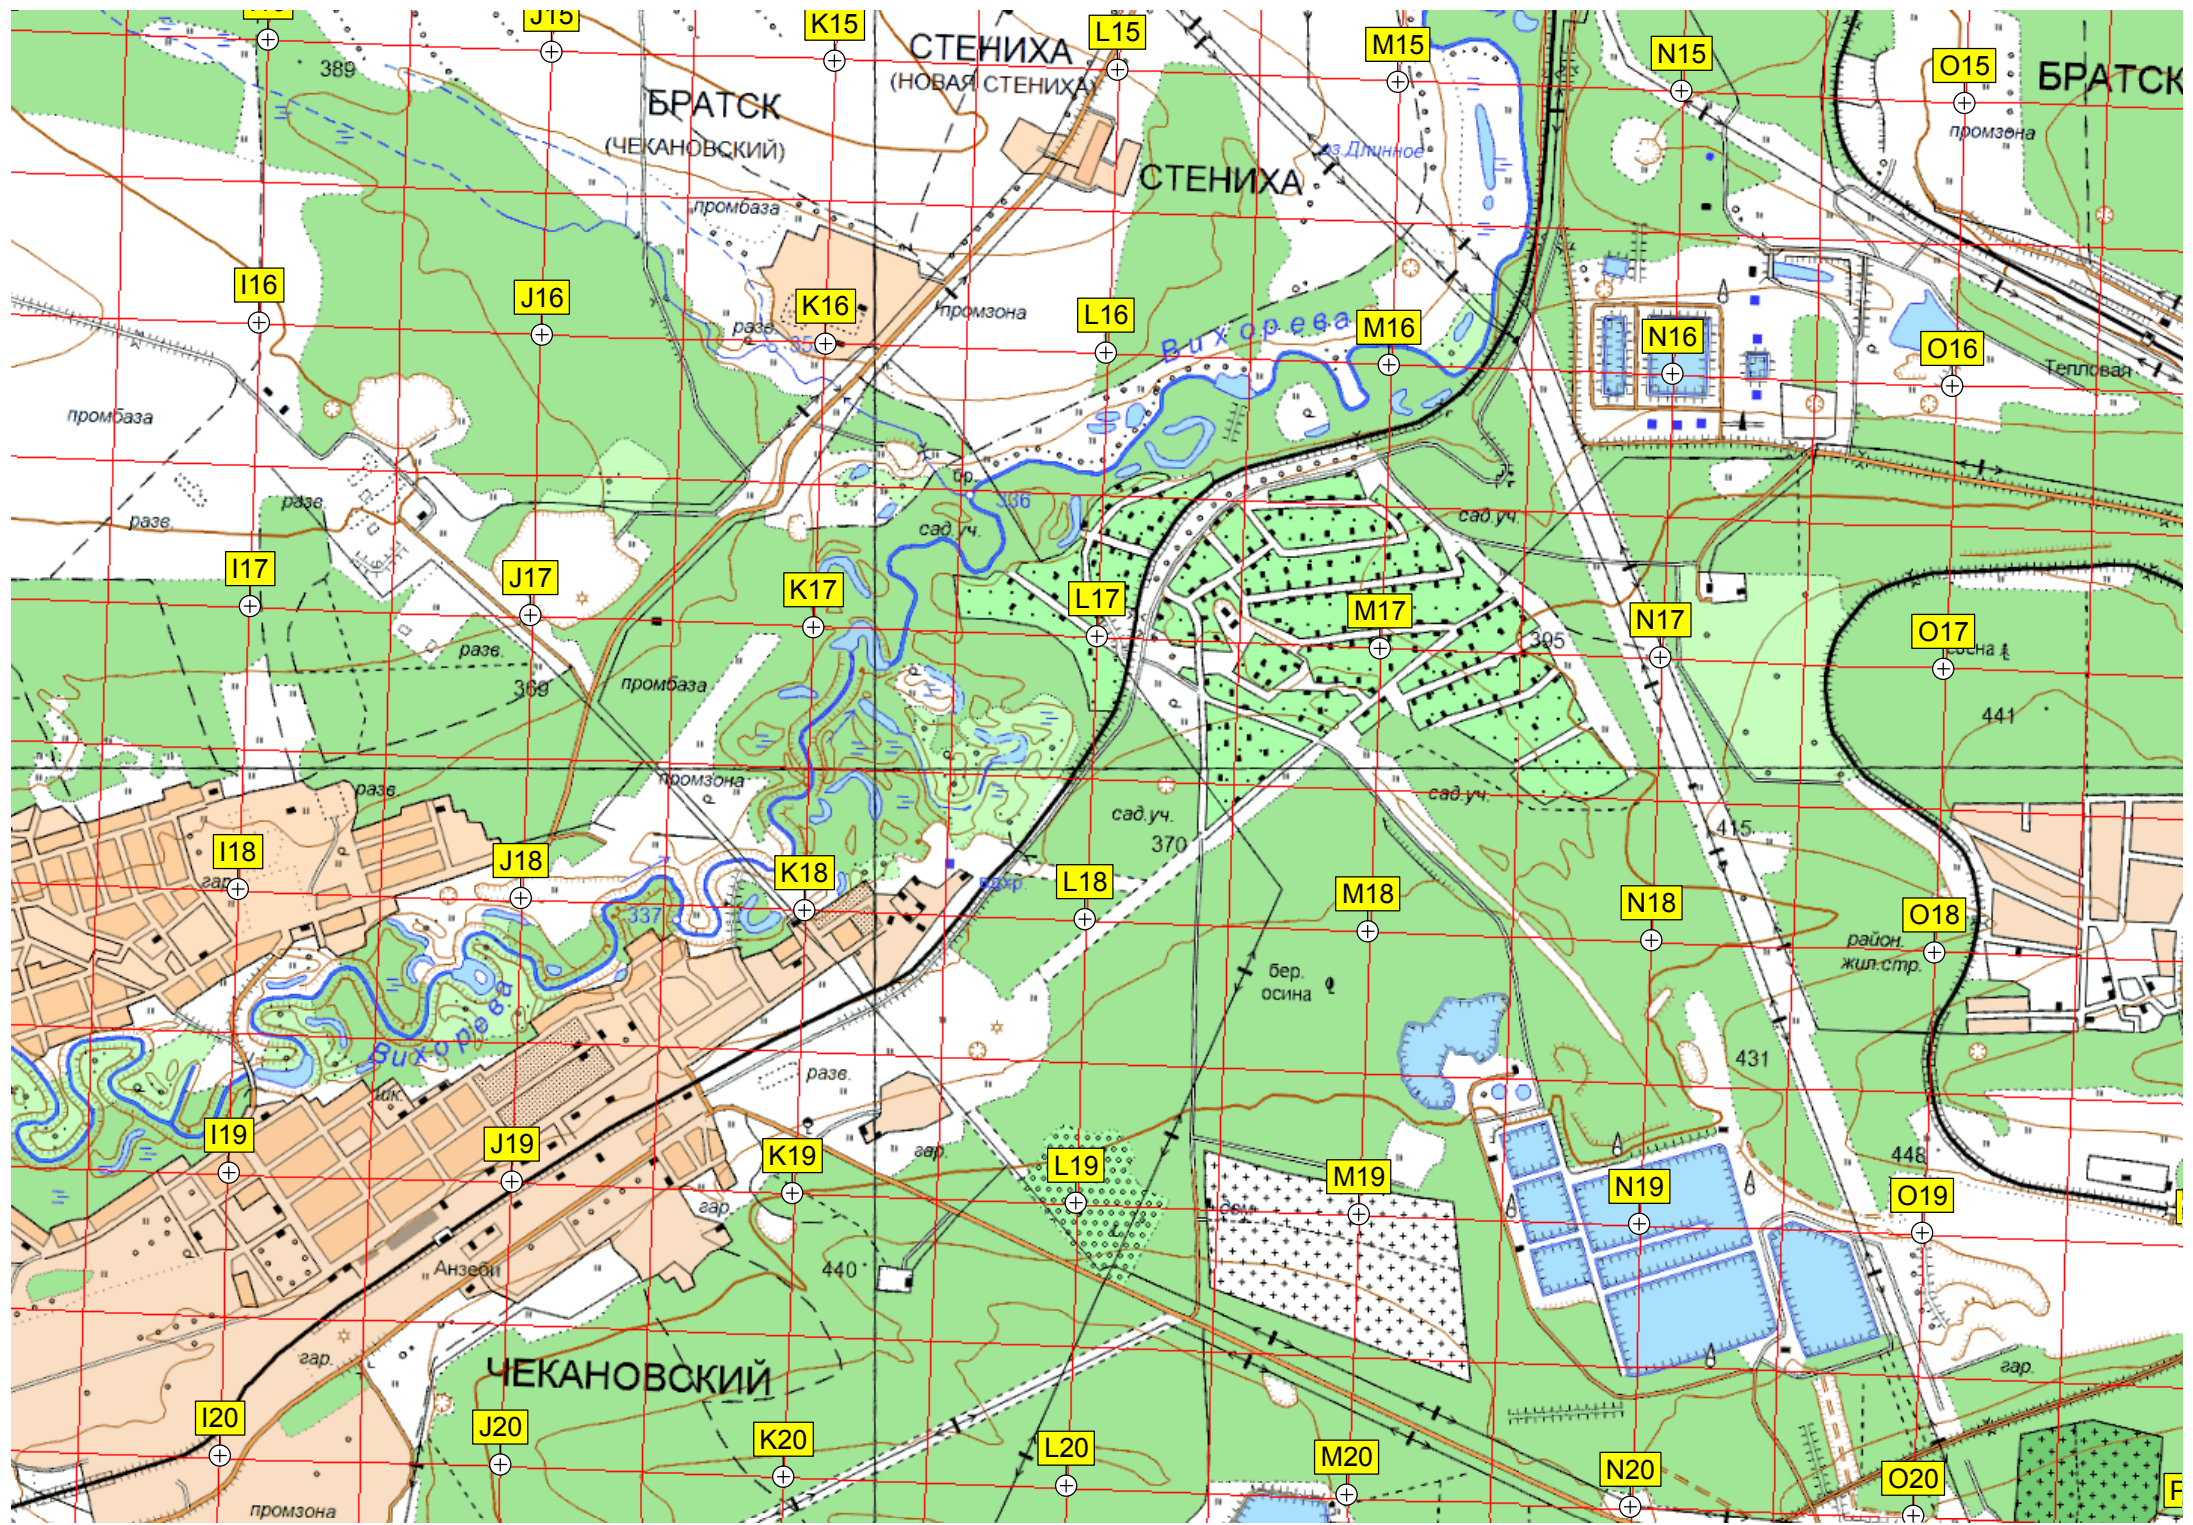 J15
K15
L15
M15
N15
O15
СТЕНИХА
(НОВАЯ СТЕНИХА)
БРАТСК
389
БРАТСК
(ЧЕКАНОВСКИЙ)
промзона
оз.Длинное
СТЕНИХА
промбаза
I16
J16
K16
L16
M16
N16
O16
промзона
разв.
Вихорева
335
Тепловая
промбаза
бр.
336
разв.
разв.
сад.уч.
сад.уч.
I17
J17
K17
L17
M17
N17
O17
395
сосна
разв.
369
промбаза
441
промзона
разв.
сад.уч.
сад.уч.
370
415
I18
J18
K18
L18
M18
N18
O18
гар.
вдхр.
337
район.
жил.стр.
бер.
осина
Вихорева
431
разв.
шк.
I19
J19
K19
L19
M19
N19
O19
448
гар.
гар.
Анзеби
440
гар.
гар.
ЧЕКАНОВСКИЙ
I20
J20
K20
L20
M20
N20
O20
промзона